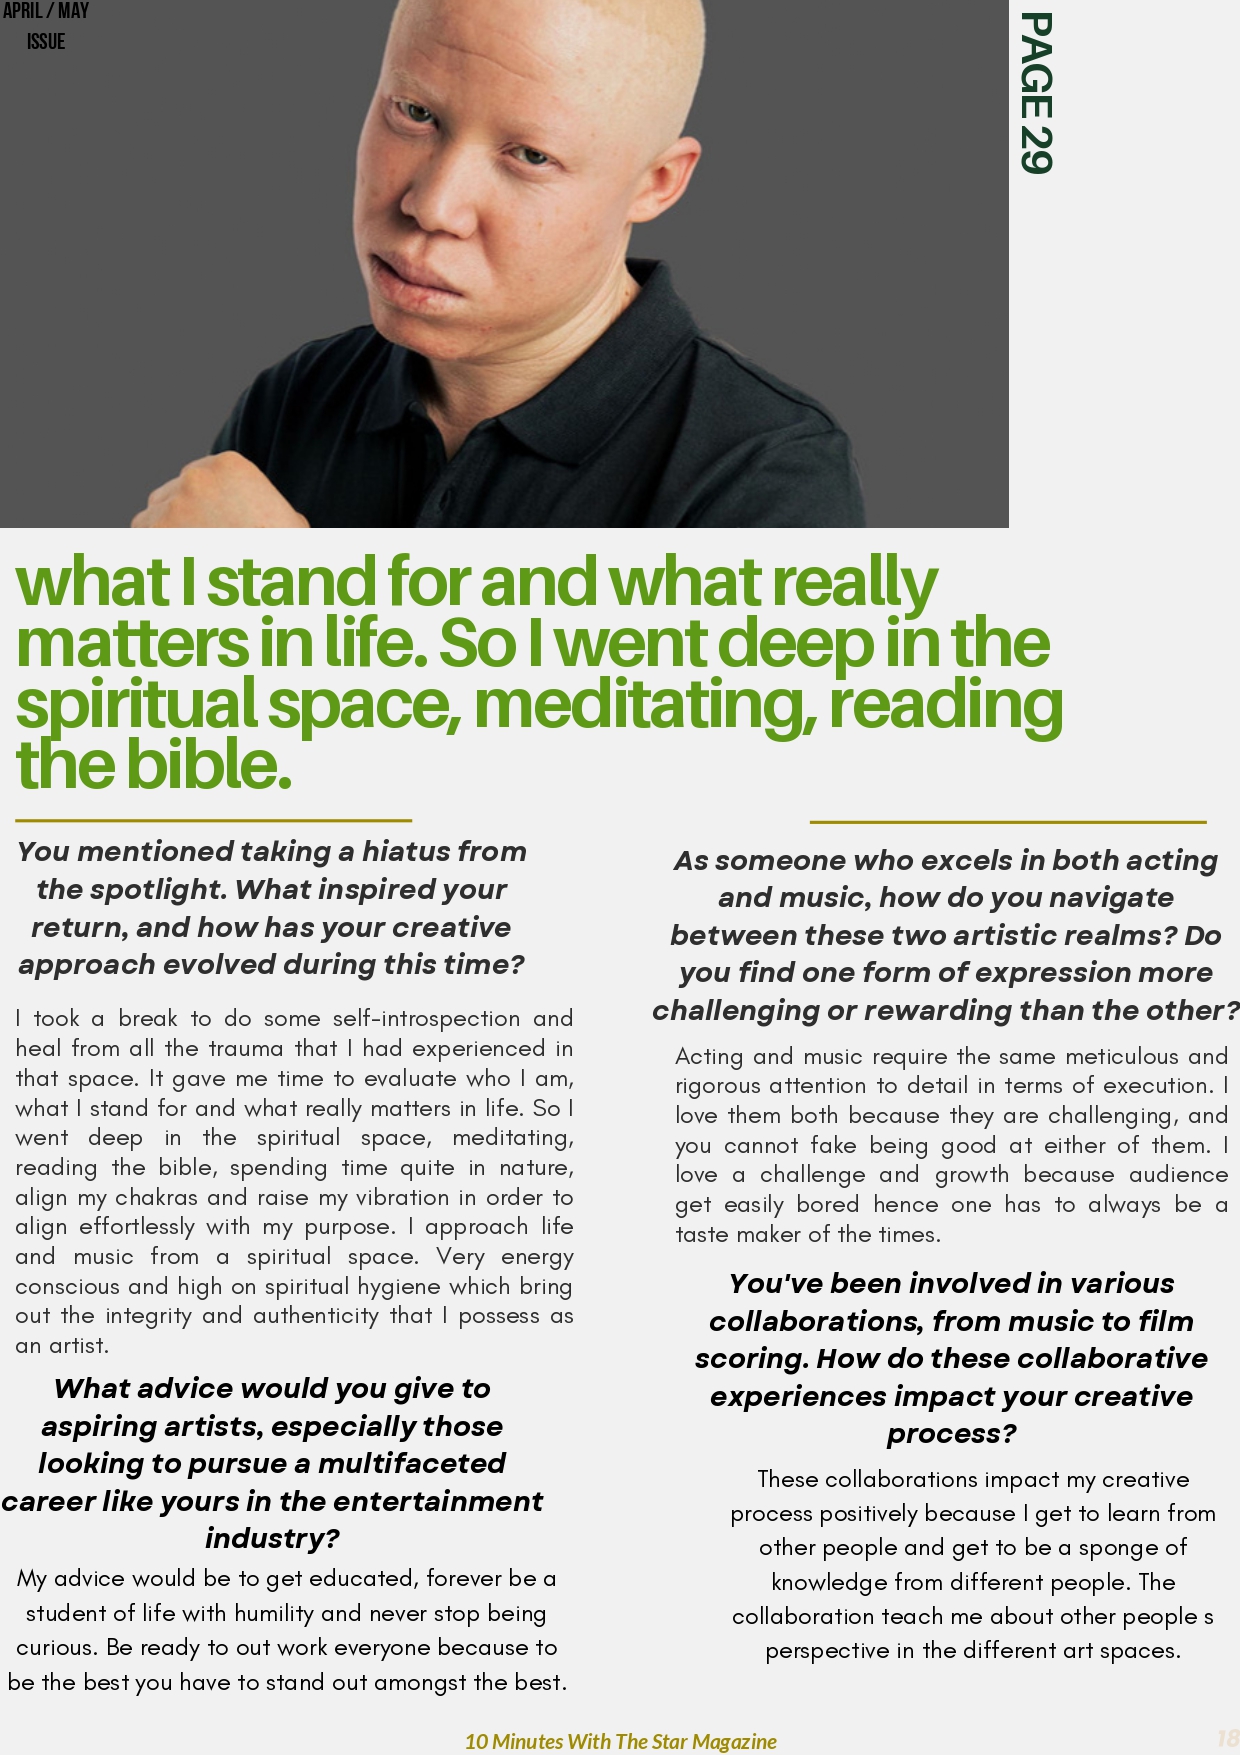 APRIL / MAY
ISSUE
PAGE 29
what I stand for and what really
matters in life. So I went deep in the
spiritual space, meditating, reading
the bible.
You mentioned taking a hiatus from
the spotlight. What inspired your
return, and how has your creative
approach evolved during this time?
I took a break to do some self-introspection and
heal from all the trauma that I had experienced in
that space. It gave me time to evaluate who I am,
what I stand for and what really matters in life. So I
went deep in the spiritual space, meditating,
reading the bible, spending time quite in nature,
align my chakras and raise my vibration in order to
align effortlessly with my purpose. I approach life
and music from a spiritual space. Very energy
conscious and high on spiritual hygiene which bring
out the integrity and authenticity that I possess as
an artist.
What advice would you give to
aspiring artists, especially those
looking to pursue a multifaceted
career like yours in the entertainment
industry?
My advice would be to get educated, forever be a
student of life with humility and never stop being
curious. Be ready to out work everyone because to
be the best you have to stand out amongst the best.
As someone who excels in both acting
and music, how do you navigate
between these two artistic realms? Do
you find one form of expression more
challenging or rewarding than the other?
Acting and music require the same meticulous and
rigorous attention to detail in terms of execution. I
love them both because they are challenging, and
you cannot fake being good at either of them. I
love a challenge and growth because audience
get easily bored hence one has to always be a
taste maker of the times.
You've been involved in various
collaborations, from music to film
scoring. How do these collaborative
experiences impact your creative
process?
These collaborations impact my creative
process positively because I get to learn from
other people and get to be a sponge of
knowledge from different people. The
collaboration teach me about other people s
perspective in the different art spaces.
10 Minutes With The Star Magazine
18